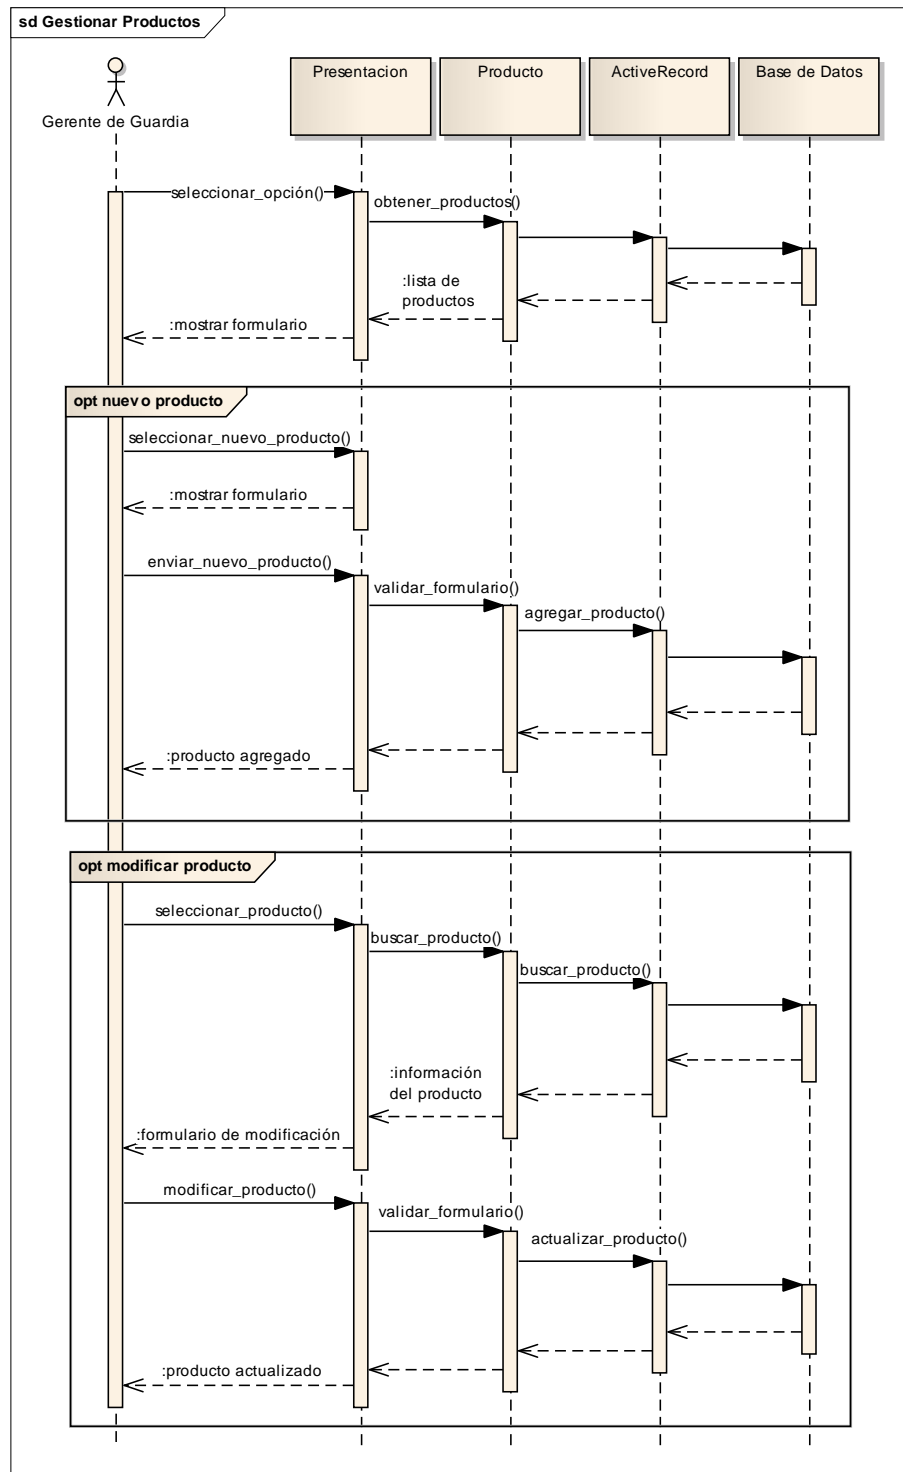 sd Gestionar Productos
Gerente de Guardia
Presentacion
Producto
ActiveRecord
Base de Datos
seleccionar_opción()
obtener_productos()
:lista de
productos
:mostrar formulario
opt nuevo producto
seleccionar_nuevo_producto()
:mostrar formulario
enviar_nuevo_producto()
validar_formulario()
agregar_producto()
:producto agregado
opt modificar producto
seleccionar_producto()
buscar_producto()
buscar_producto()
:información
del producto
:formulario de modificación
modificar_producto()
validar_formulario()
actualizar_producto()
:producto actualizado